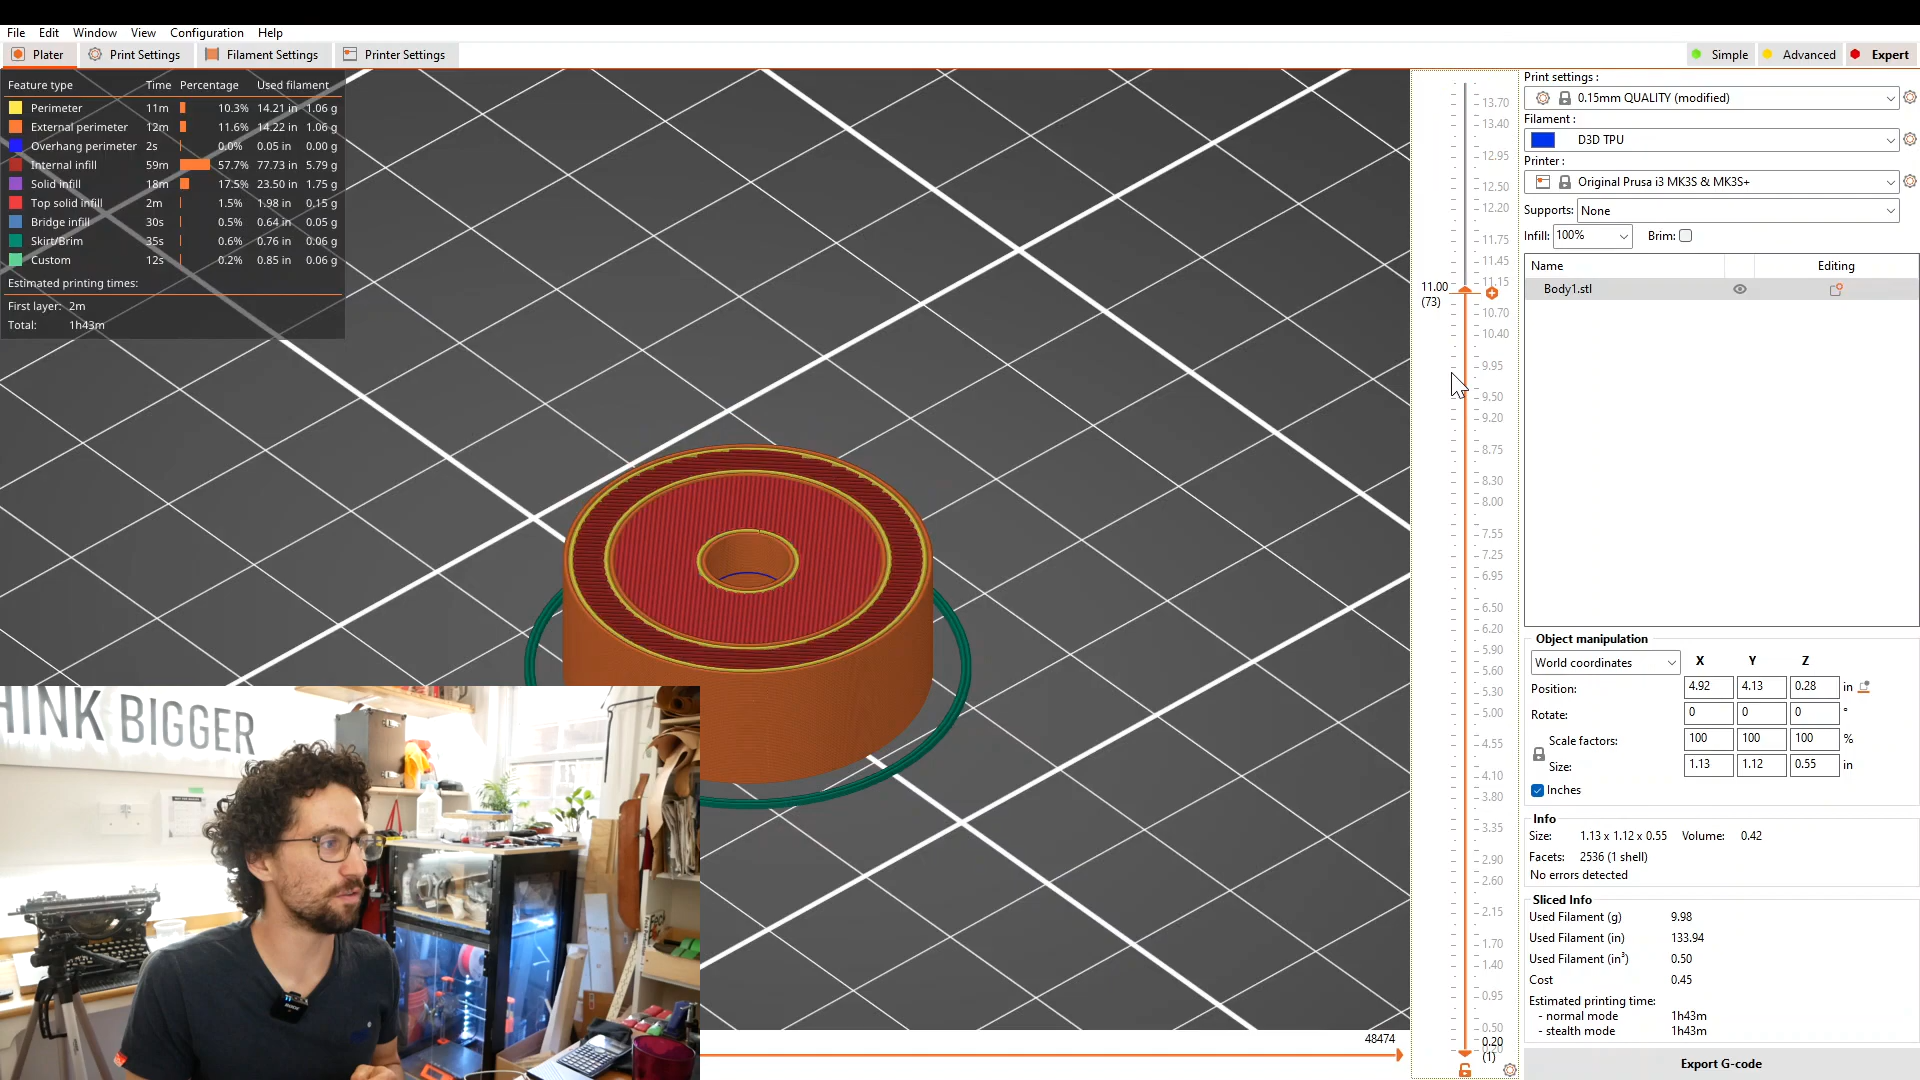 File Edit Window View Configuration Help
Plater Print Settings Filament Settings Printer Settings Simple Advanced Expert
Feature type Time Percentage Used filament
Perimeter 11m 10.3% 14.21 in 1.06 g
External perimeter 12m 11.6% 14.22 in 1.06 g
Overhang perimeter 2s 0.0% 0.05 in 0.00 g
Internal infill 59m 57.7% 77.73 in 5.79 g
Solid infill 18m 17.5% 23.50 in 1.75 g
Top solid infill 2m 1.5% 1.98 in 0.15 g
Bridge infill 30s 0.5% 0.64 in 0.05 g
Skirt/Brim 35s 0.6% 0.76 in 0.06 g
Custom 12s 0.2% 0.85 in 0.06 g
Estimated printing times:
First layer: 2m
Total: 1h43m
13.70
13.40
12.95
12.50
12.20
11.75
11.45
11.15
11.00
(73)
10.70
10.40
9.95
9.50
9.20
8.75
8.30
8.00
7.55
7.25
6.95
6.50
6.20
5.90
5.60
5.30
5.00
4.55
4.10
3.80
3.35
2.90
2.60
2.15
1.70
1.40
0.95
0.50
0.20
(1)
48474
Print settings :
0.15mm QUALITY (modified)
Filament :
D3D TPU
Printer :
Original Prusa i3 MK3S & MK3S+
Supports: None
Infill: 100% Brim:
Name Editing
Body1.stl
Object manipulation
World coordinates X Y Z
Position: 4.92 4.13 0.28 in
Rotate: 0 0 0 °
Scale factors: 100 100 100 %
Size: 1.13 1.12 0.55 in
Inches
Info
Size: 1.13 x 1.12 x 0.55 Volume: 0.42
Facets: 2536 (1 shell)
No errors detected
Sliced Info
Used Filament (g) 9.98
Used Filament (in) 133.94
Used Filament (in³) 0.50
Cost 0.45
Estimated printing time:
- normal mode 1h43m
- stealth mode 1h43m
Export G-code
HINK BIGGER